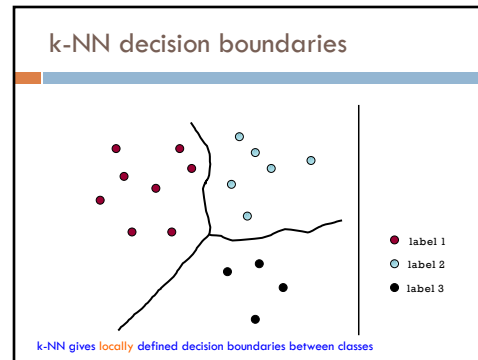 k-NN decision boundaries
label 1
label 2
label 3
k-NN gives locally defined decision boundaries between classes